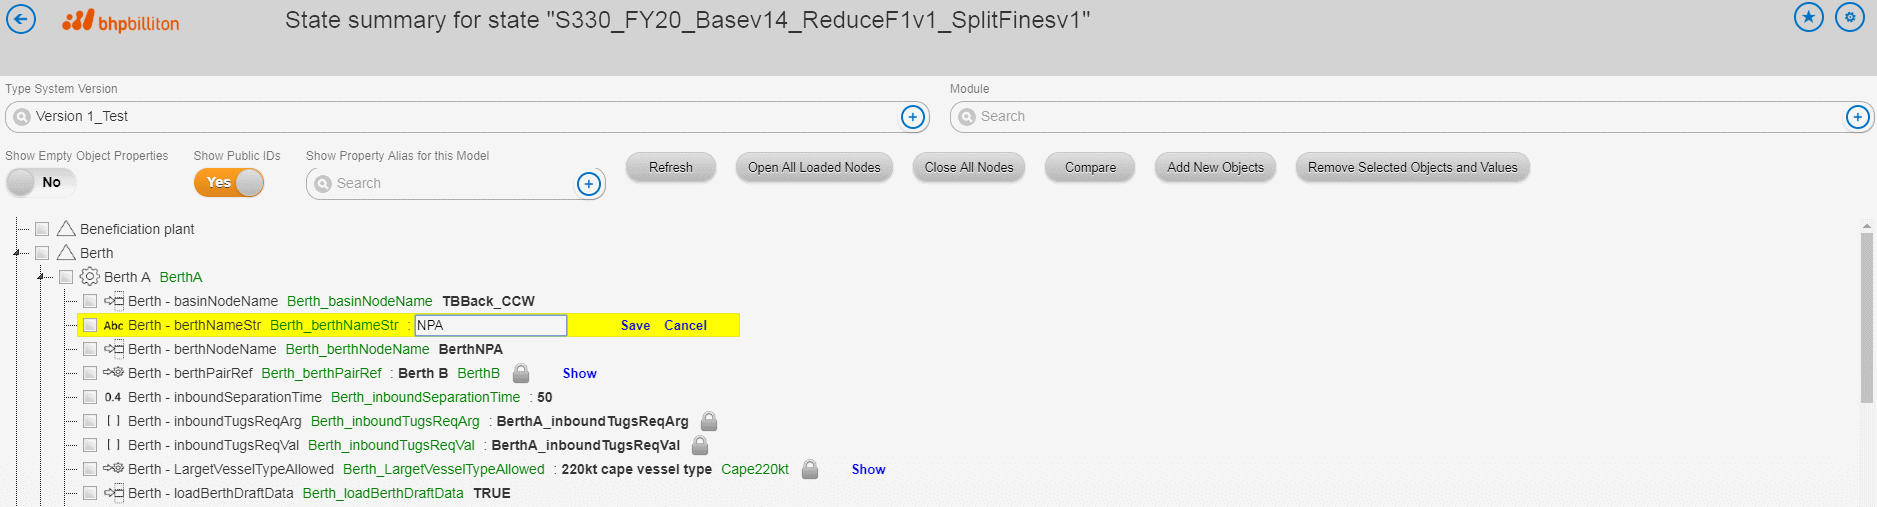 bhpbilliton
State summary for state "S330_FY20_Basev14_ReduceF1v1_SplitFinesv1"
Type System Version
Module
Version 1_Test
Search
Show Empty Object Properties
Show Public IDs
Show Property Alias for this Model
No
Yes
Search
Refresh
Open All Loaded Nodes
Close All Nodes
Compare
Add New Objects
Remove Selected Objects and Values
Beneficiation plant
Berth
Berth A BerthA
Berth - basinNodeName Berth_basinNodeName TBBack_CCW
Abc Berth - berthNameStr Berth_berthNameStr : NPA Save Cancel
Berth - berthNodeName Berth_berthNodeName BerthNPA
Berth - berthPairRef Berth_berthPairRef : Berth B BerthB Show
0.4 Berth - inboundSeparationTime Berth_inboundSeparationTime : 50
[ ] Berth - inboundTugsReqArg Berth_inboundTugsReqArg : BerthA_inboundTugsReqArg
[ ] Berth - inboundTugsReqVal Berth_inboundTugsReqVal : BerthA_inboundTugsReqVal
Berth - LargetVesselTypeAllowed Berth_LargetVesselTypeAllowed : 220kt cape vessel type Cape220kt Show
Berth - loadBerthDraftData Berth_loadBerthDraftData TRUE